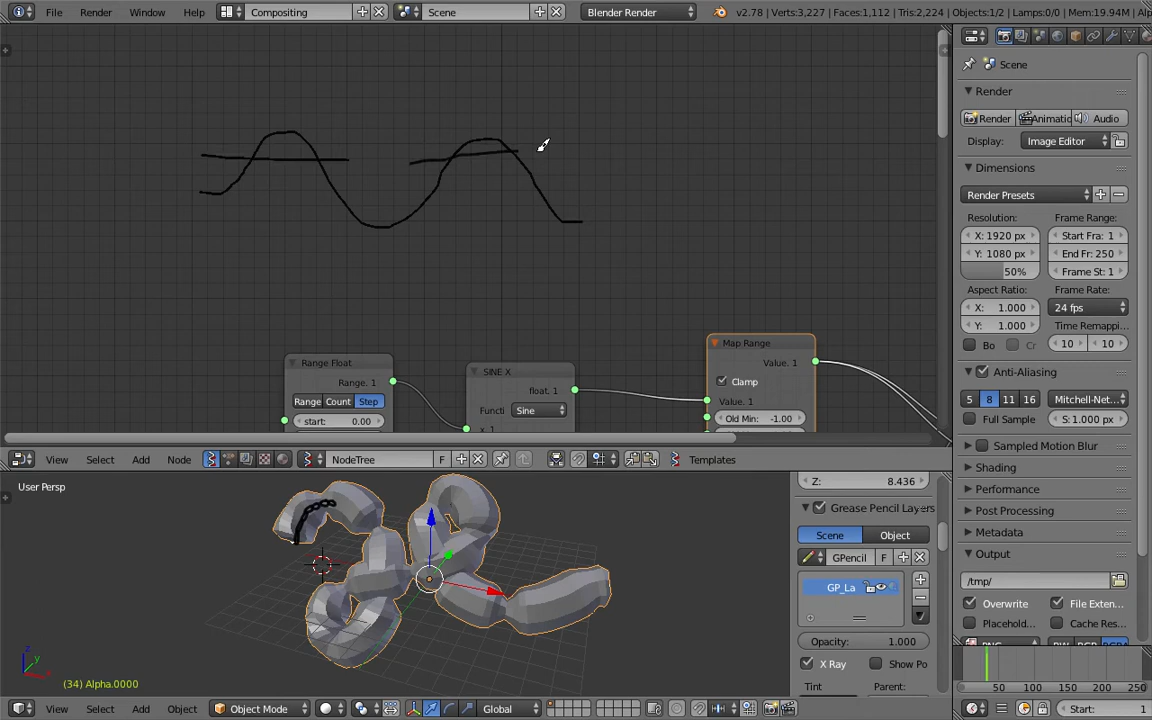 File Render Window Help Compositing Scene Blender Render v2.78 | Verts:3,227 | Faces:1,112 | Tris:2,224 | Objects:1/2 | Lamps:0/0 | Mem:19.94M | Alp
Scene
Render
Render Animatic Audio
Display: Image Editor
Dimensions
Render Presets
Resolution: Frame Range:
X: 1920 px Start Fra: 1
Y: 1080 px End Fr: 250
50% Frame St: 1
Aspect Ratio: Frame Rate:
X: 1.000 24 fps
Y: 1.000 Time Remappi...
Bo Cr 10 10
Anti-Aliasing
5 8 11 16 Mitchell-Net...
Full Sample S: 1.000 px
Sampled Motion Blur
Shading
Performance
Post Processing
Metadata
Output
/tmp/
Overwrite File Exten...
Placehold... Cache Res...
50 100 150 200 250
Start: 1
Range Float
Range. 1
Range Count Step
start: 0.00
SINE X
float. 1
Functi Sine
x. 1
Map Range
Value. 1
Clamp
Value. 1
Old Min: -1.00
View Select Add Node NodeTree F Templates
User Persp
(34) Alpha.0000
Z: 8.436
Grease Pencil Layers
Scene Object
GPencil F
GP_La
Opacity: 1.000
X Ray Show Po
Tint Parent:
View Select Add Object Object Mode Global